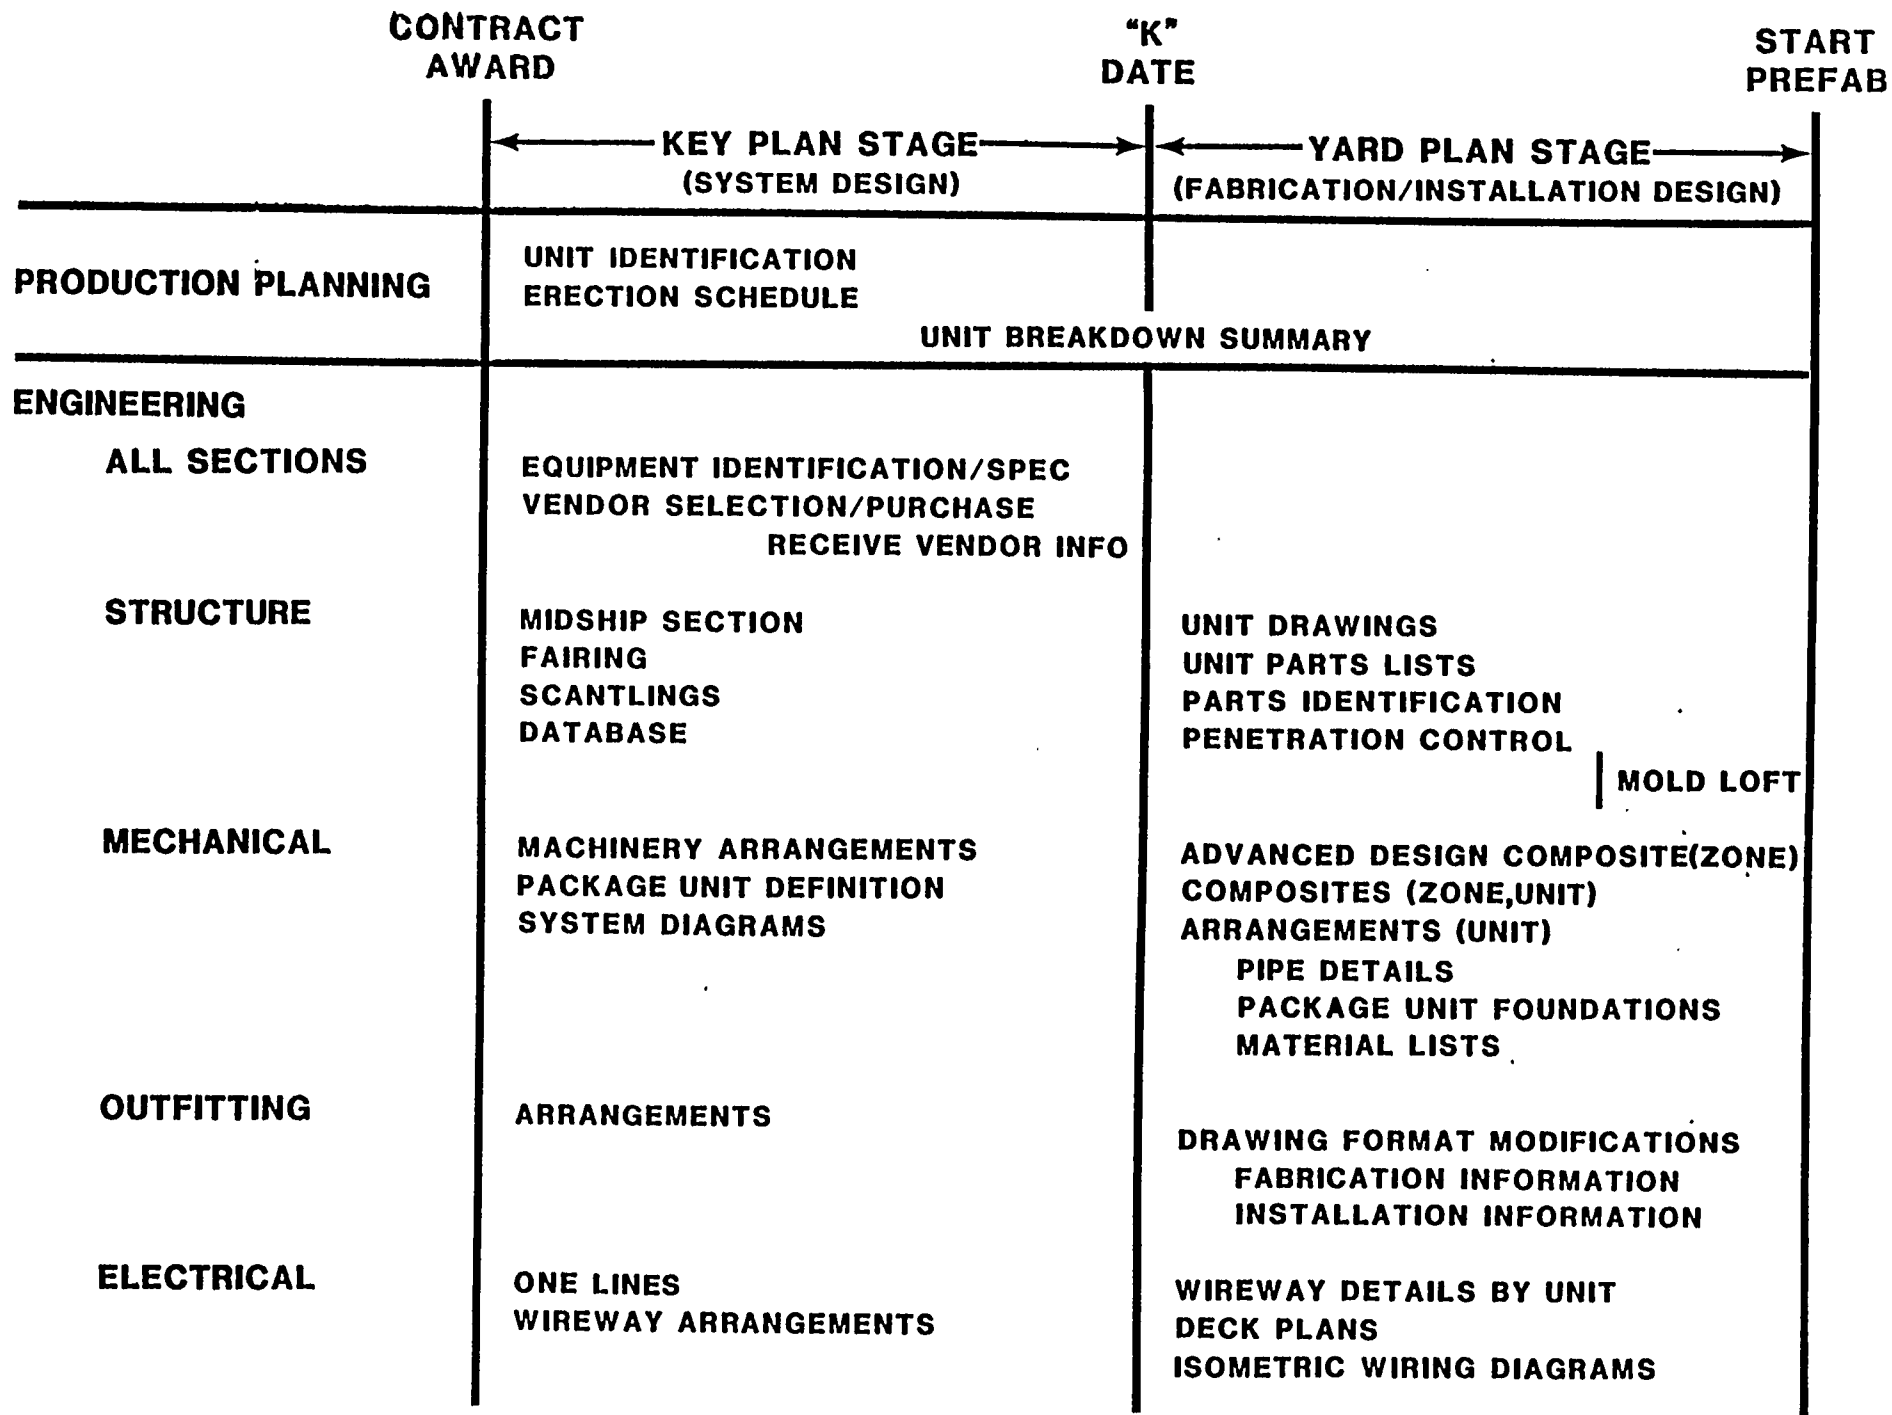 CONTRACT
AWARD
"K"
DATE
START
PREFAB
KEY PLAN STAGE
(SYSTEM DESIGN)
YARD PLAN STAGE
(FABRICATION/INSTALLATION DESIGN)
PRODUCTION PLANNING
UNIT IDENTIFICATION
ERECTION SCHEDULE
UNIT BREAKDOWN SUMMARY
ENGINEERING
ALL SECTIONS
EQUIPMENT IDENTIFICATION/SPEC
VENDOR SELECTION/PURCHASE
RECEIVE VENDOR INFO
STRUCTURE
MIDSHIP SECTION
FAIRING
SCANTLINGS
DATABASE
UNIT DRAWINGS
UNIT PARTS LISTS
PARTS IDENTIFICATION
PENETRATION CONTROL
MOLD LOFT
MECHANICAL
MACHINERY ARRANGEMENTS
PACKAGE UNIT DEFINITION
SYSTEM DIAGRAMS
ADVANCED DESIGN COMPOSITE(ZONE)
COMPOSITES (ZONE,UNIT)
ARRANGEMENTS (UNIT)
PIPE DETAILS
PACKAGE UNIT FOUNDATIONS
MATERIAL LISTS
OUTFITTING
ARRANGEMENTS
DRAWING FORMAT MODIFICATIONS
FABRICATION INFORMATION
INSTALLATION INFORMATION
ELECTRICAL
ONE LINES
WIREWAY ARRANGEMENTS
WIREWAY DETAILS BY UNIT
DECK PLANS
ISOMETRIC WIRING DIAGRAMS